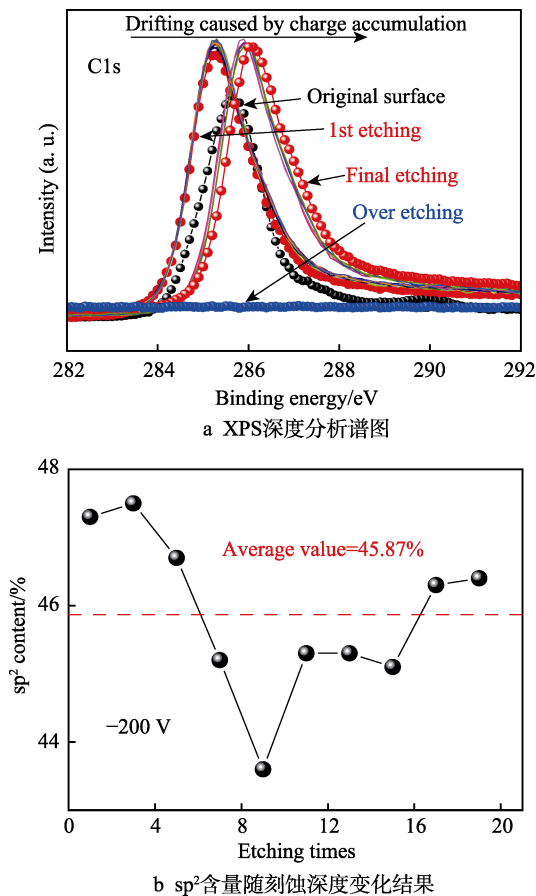 Drifting caused by charge accumulation
C1s
Original surface
1st etching
Final etching
Over etching
Intensity (a. u.)
282 284 286 288 290 292
Binding energy/eV
a XPS深度分析谱图
48
46
44
Average value=45.87%
sp² content/%
−200 V
0 4 8 12 16 20
Etching times
b sp²含量随刻蚀深度变化结果